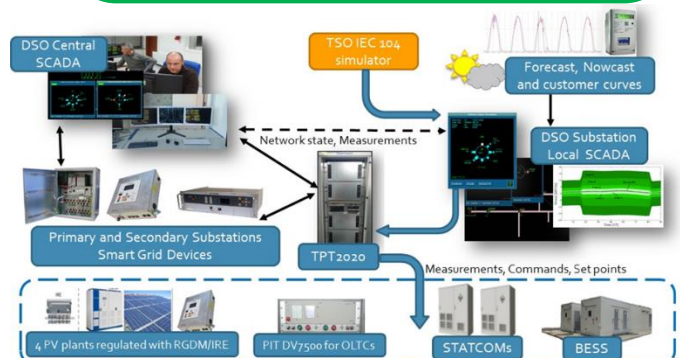 DSO Central
SCADA
TSO IEC 104
simulator
Forecast, Nowcast
and customer curves
Network state, Measurements
DSO Substation
Local SCADA
Primary and Secondary Substations
Smart Grid Devices
TPT2020
Measurements, Commands, Set points
4 PV plants regulated with RGDM/IRE
PIT DV7500 for OLTCs
STATCOMs
BESS